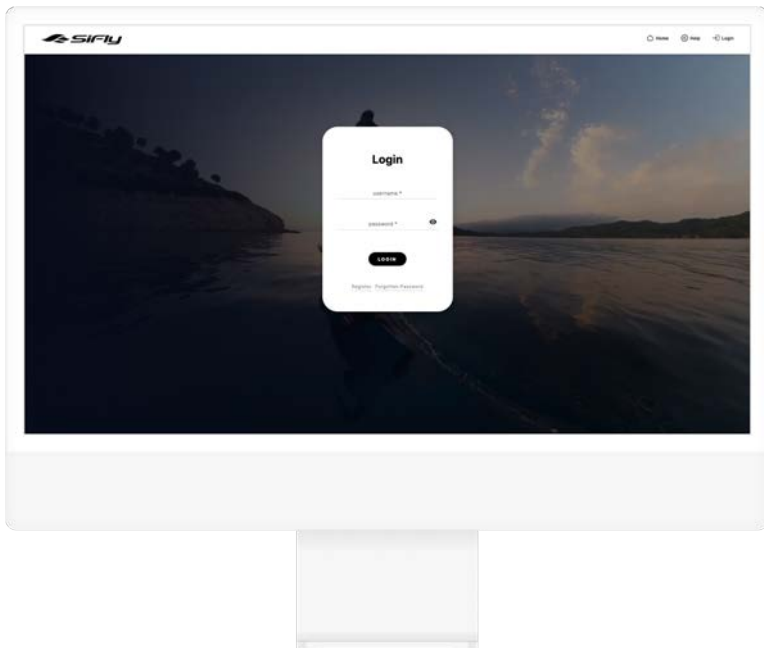 SiFly
Home Help Login
Login
username *
password *
LOGIN
Register Forgotten Password